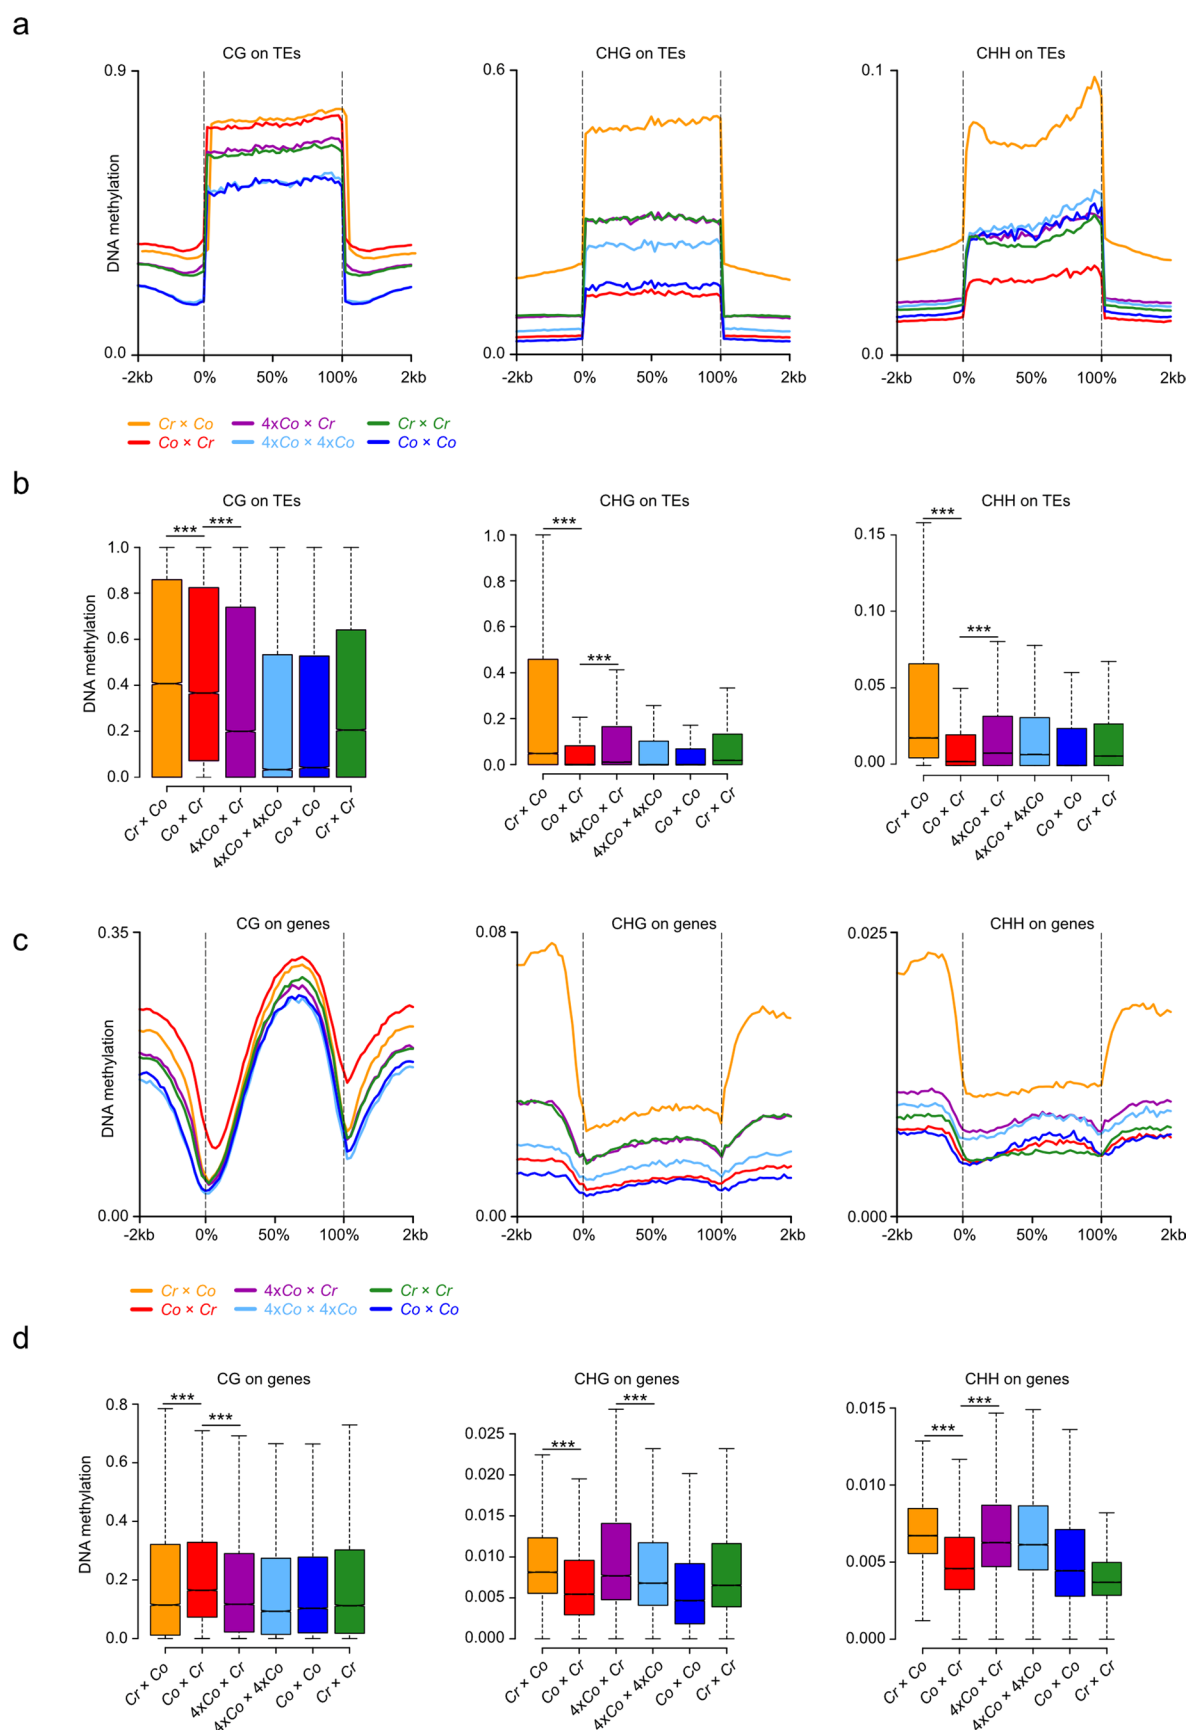 a
CG on TEs
CHG on TEs
CHH on TEs
0.9
0.6
0.1
DNA methylation
0.0
0.0
0.0
-2kb 0% 50% 100% 2kb
-2kb 0% 50% 100% 2kb
-2kb 0% 50% 100% 2kb
Cr × Co 4xCo × Cr Cr × Cr
Co × Cr 4xCo × 4xCo Co × Co
b
CG on TEs
CHG on TEs
CHH on TEs
DNA methylation
1.0
0.8
0.6
0.4
0.2
0.0
*** ***
Cr × Co
Co × Cr
4xCo × Cr
4xCo × 4xCo
Co × Co
Cr × Cr
1.0
0.8
0.6
0.4
0.2
0.0
***
***
Cr × Co
Co × Cr
4xCo × Cr
4xCo × 4xCo
Co × Co
Cr × Cr
0.15
0.10
0.05
0.00
***
***
Cr × Co
Co × Cr
4xCo × Cr
4xCo × 4xCo
Co × Co
Cr × Cr
c
CG on genes
CHG on genes
CHH on genes
0.35
0.08
0.025
DNA methylation
0.00
0.00
0.000
-2kb 0% 50% 100% 2kb
-2kb 0% 50% 100% 2kb
-2kb 0% 50% 100% 2kb
Cr × Co 4xCo × Cr Cr × Cr
Co × Cr 4xCo × 4xCo Co × Co
d
CG on genes
CHG on genes
CHH on genes
DNA methylation
0.8
0.6
0.4
0.2
0.0
***
***
Cr × Co
Co × Cr
4xCo × Cr
4xCo × 4xCo
Co × Co
Cr × Cr
0.025
0.020
0.015
0.010
0.005
0.000
***
***
Cr × Co
Co × Cr
4xCo × Cr
4xCo × 4xCo
Co × Co
Cr × Cr
0.015
0.010
0.005
0.000
***
***
Cr × Co
Co × Cr
4xCo × Cr
4xCo × 4xCo
Co × Co
Cr × Cr